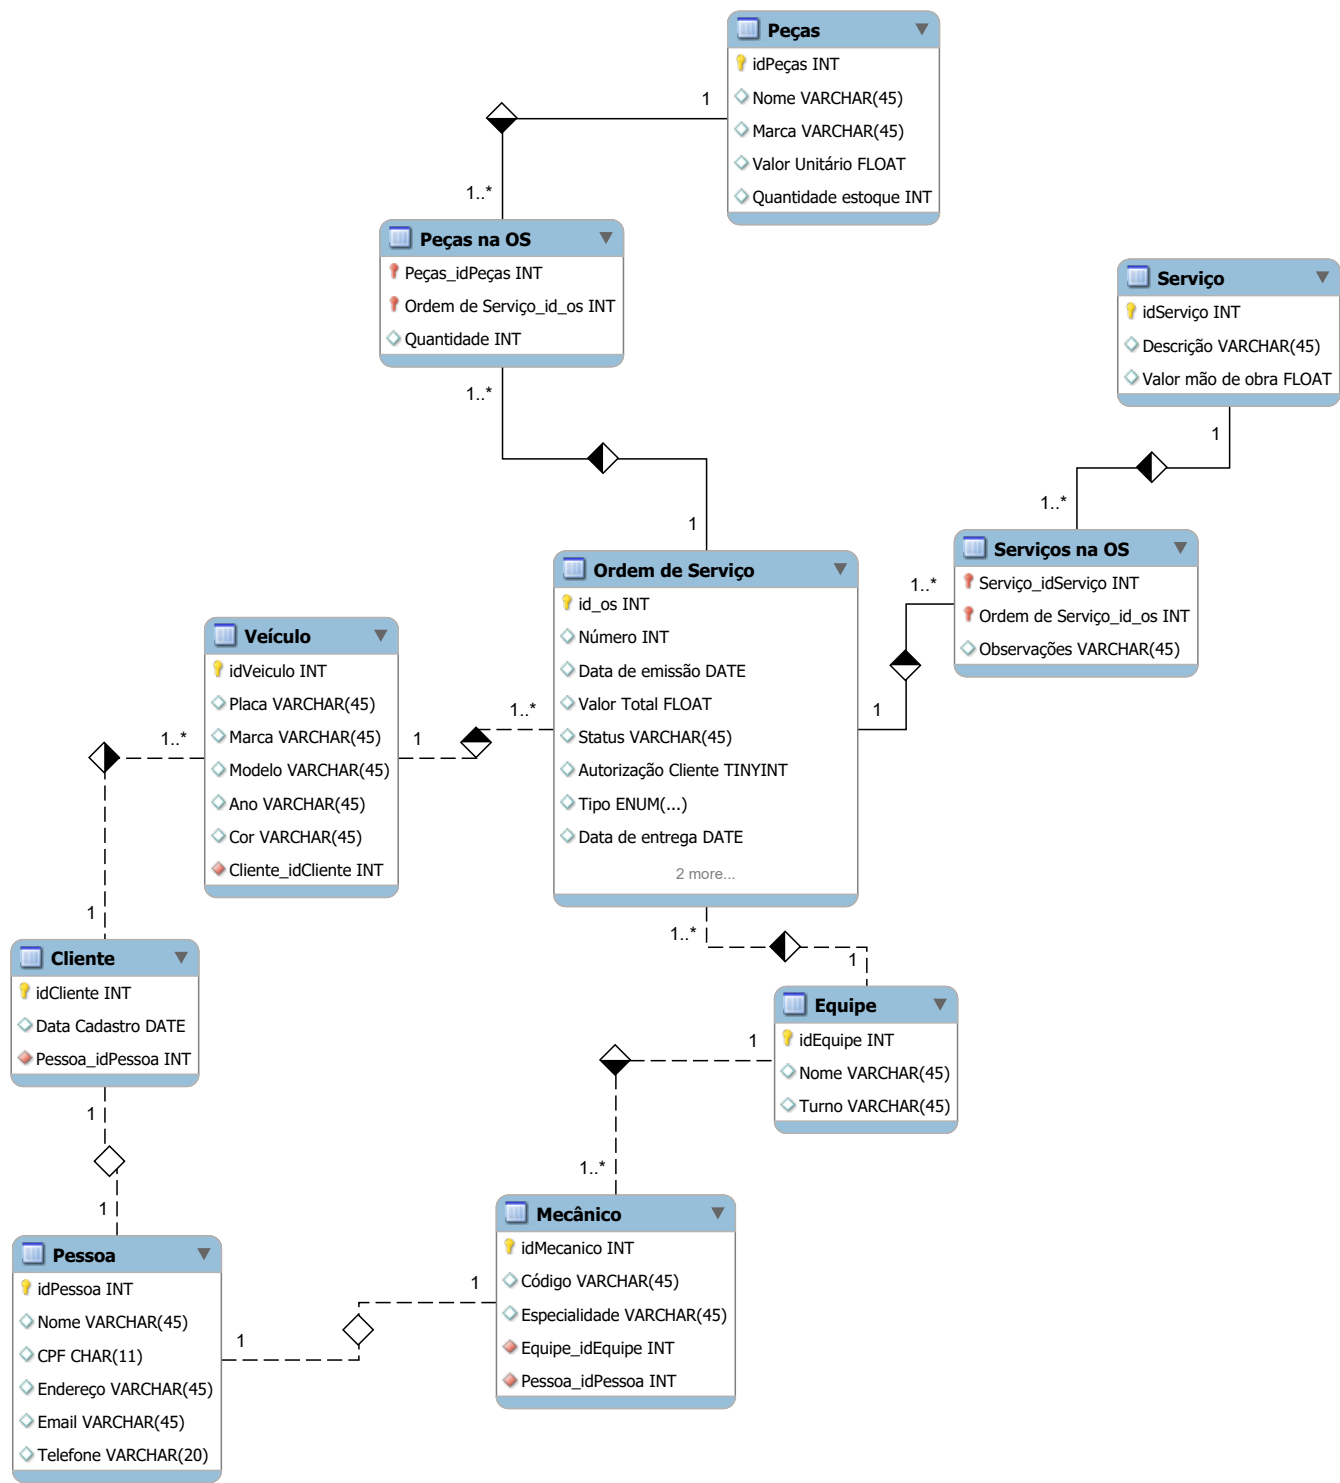 Peças
idPeças INT
Nome VARCHAR(45)
Marca VARCHAR(45)
Valor Unitário FLOAT
Quantidade estoque INT
1
1..*
Peças na OS
Peças_idPeças INT
Ordem de Serviço_id_os INT
Quantidade INT
1..*
1
Serviço
idServiço INT
Descrição VARCHAR(45)
Valor mão de obra FLOAT
1
1..*
Serviços na OS
Serviço_idServiço INT
Ordem de Serviço_id_os INT
Observações VARCHAR(45)
1..*
1
Ordem de Serviço
id_os INT
Número INT
Data de emissão DATE
Valor Total FLOAT
Status VARCHAR(45)
Autorização Cliente TINYINT
Tipo ENUM(...)
Data de entrega DATE
2 more...
1..*
1
Veículo
idVeiculo INT
Placa VARCHAR(45)
Marca VARCHAR(45)
Modelo VARCHAR(45)
Ano VARCHAR(45)
Cor VARCHAR(45)
Cliente_idCliente INT
1..*
1
Cliente
idCliente INT
Data Cadastro DATE
Pessoa_idPessoa INT
1
1
1..*
1
Equipe
idEquipe INT
Nome VARCHAR(45)
Turno VARCHAR(45)
1
1..*
Mecânico
idMecanico INT
Código VARCHAR(45)
Especialidade VARCHAR(45)
Equipe_idEquipe INT
Pessoa_idPessoa INT
1
1
Pessoa
idPessoa INT
Nome VARCHAR(45)
CPF CHAR(11)
Endereço VARCHAR(45)
Email VARCHAR(45)
Telefone VARCHAR(20)